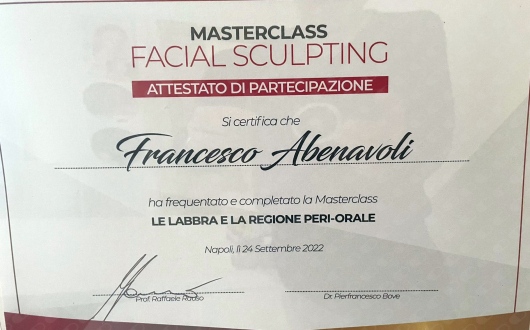 MASTERCLASS
FACIAL SCULPTING
ATTESTATO DI PARTECIPAZIONE
Si certifica che
Francesco Abenavoli
ha frequentato e completato la Masterclass
LE LABBRA E LA REGIONE PERI-ORALE
Napoli, lì 24 Settembre 2022
Prof. Raffaele Rauso
Dr. Pierfrancesco Bove